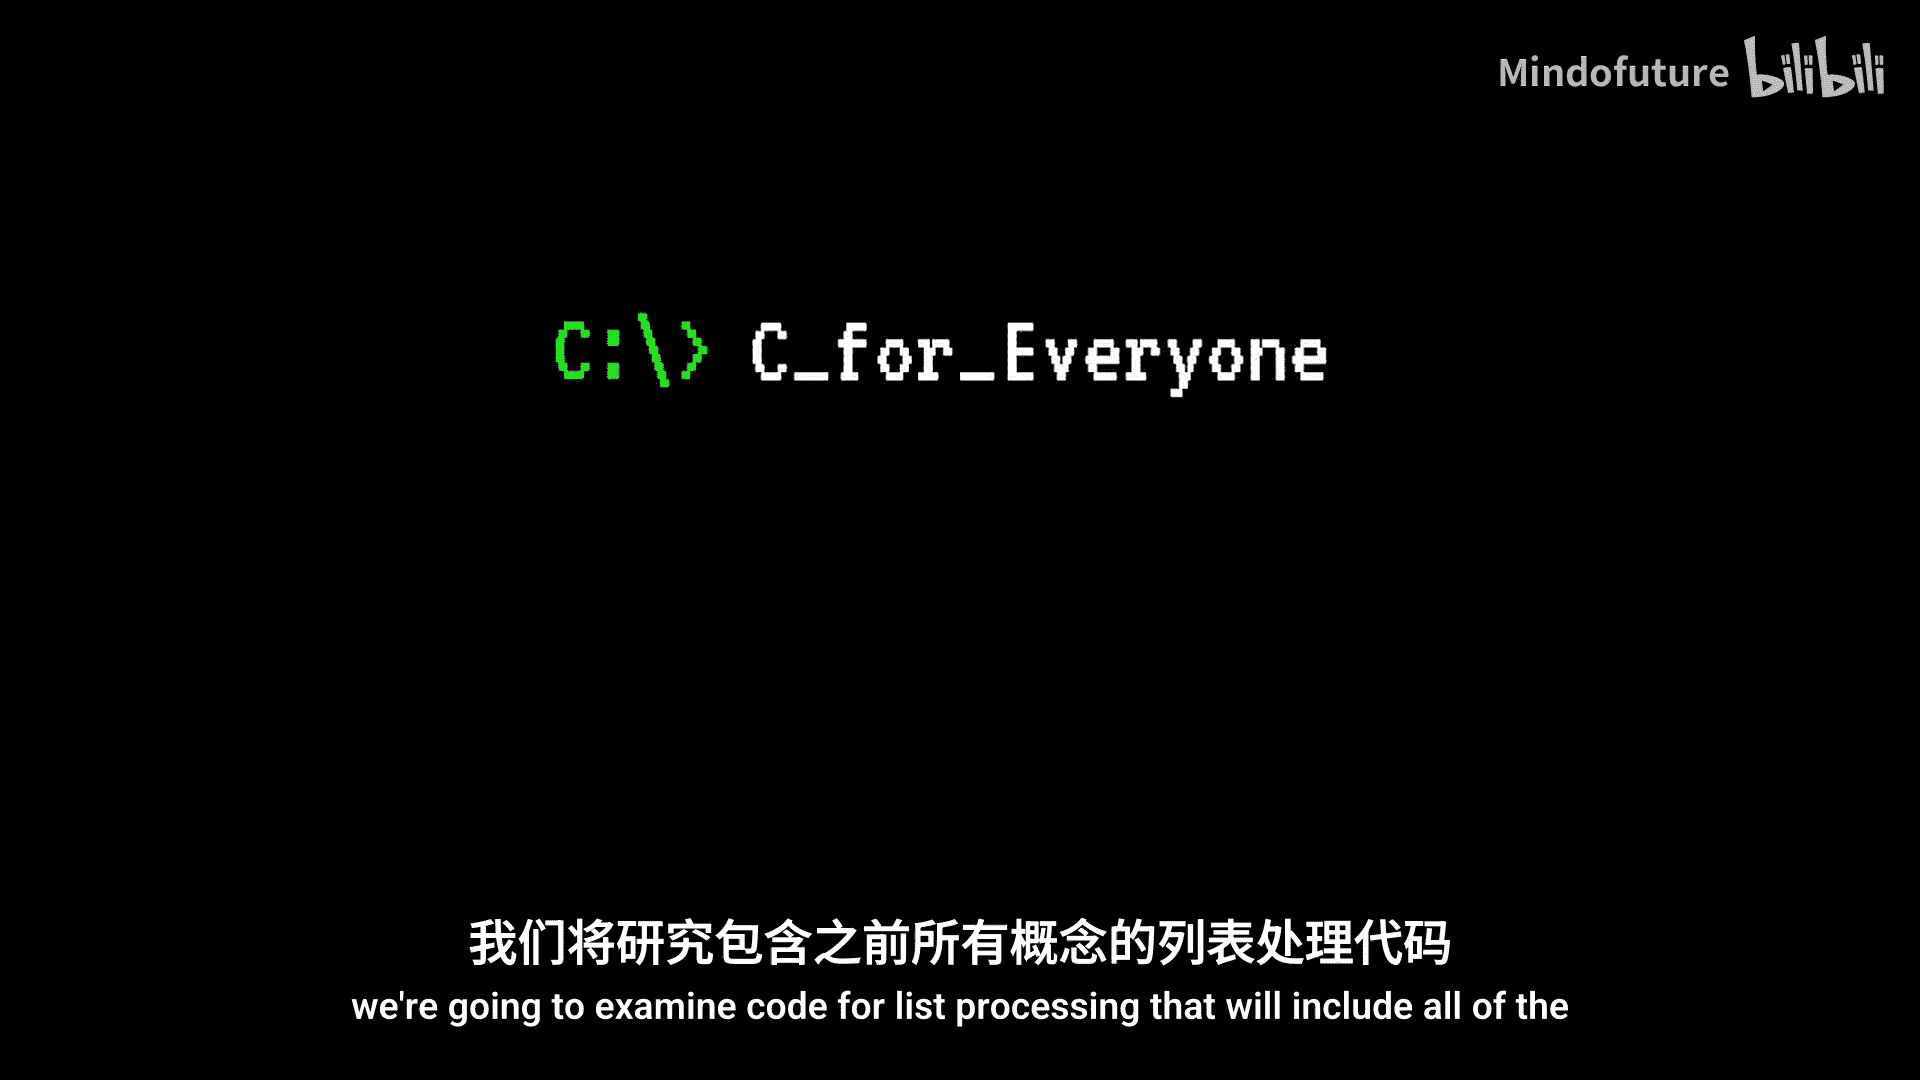 Mindofuture bilibili
C:\> C_for_Everyone
我们将研究包含之前所有概念的列表处理代码
we're going to examine code for list processing that will include all of the